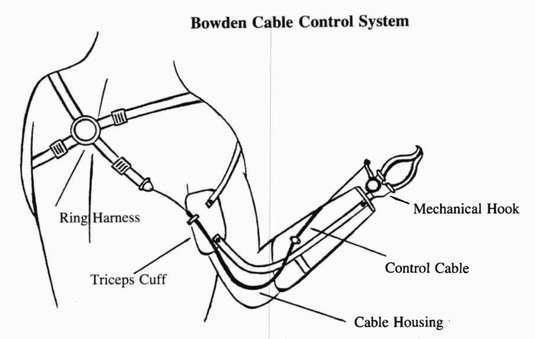 Bowden Cable Control System
Ring Harness
Mechanical Hook
Triceps Cuff
Control Cable
Cable Housing